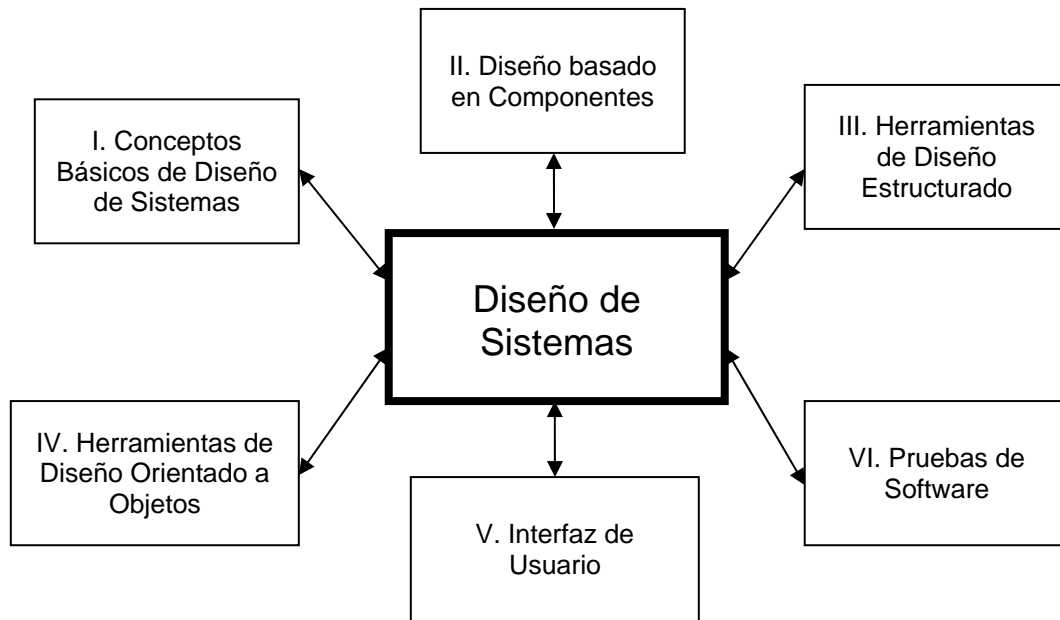 I. Conceptos
Básicos de Diseño
de Sistemas
II. Diseño basado
en Componentes
III. Herramientas
de Diseño
Estructurado
Diseño de
Sistemas
IV. Herramientas de
Diseño Orientado a
Objetos
V. Interfaz de
Usuario
VI. Pruebas de
Software